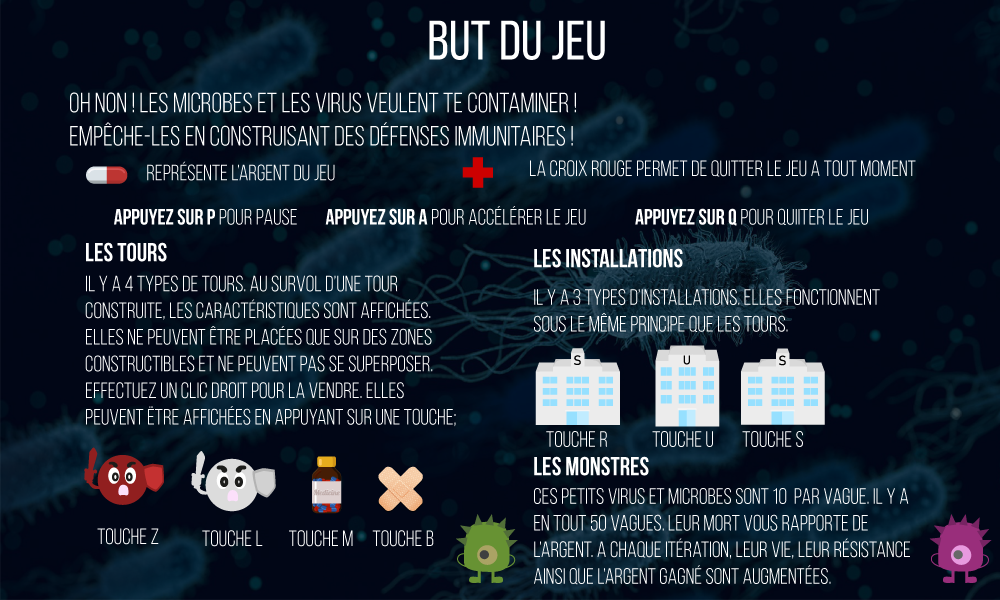 BUT DU JEU
OH NON ! LES MICROBES ET LES VIRUS VEULENT TE CONTAMINER !
EMPÊCHE-LES EN CONSTRUISANT DES DÉFENSES IMMUNITAIRES !
REPRÉSENTE L'ARGENT DU JEU
LA CROIX ROUGE PERMET DE QUITTER LE JEU A TOUT MOMENT
APPUYEZ SUR P POUR PAUSE
APPUYEZ SUR A POUR ACCÉLÉRER LE JEU
APPUYEZ SUR Q POUR QUIITER LE JEU
LES TOURS
IL Y A 4 TYPES DE TOURS. AU SURVOL D'UNE TOUR
CONSTRUITE, LES CARACTÉRISTIQUES SONT AFFICHÉES.
ELLES NE PEUVENT ÊTRE PLACÉES QUE SUR DES ZONES
CONSTRUCTIBLES ET NE PEUVENT PAS SE SUPERPOSER.
EFFECTUEZ UN CLIC DROIT POUR LA VENDRE. ELLES
PEUVENT ÊTRE AFFICHÉES EN APPUYANT SUR UNE TOUCHE;
Medicine
TOUCHE Z
TOUCHE L
TOUCHE M
TOUCHE B
LES INSTALLATIONS
IL Y A 3 TYPES D'INSTALLATIONS. ELLES FONCTIONNENT
SOUS LE MÊME PRINCIPE QUE LES TOURS.
S
U
S
TOUCHE R
TOUCHE U
TOUCHE S
LES MONSTRES
CES PETITS VIRUS ET MICROBES SONT 10 PAR VAGUE. IL Y A
EN TOUT 50 VAGUES. LEUR MORT VOUS RAPPORTE DE
L'ARGENT. A CHAQUE ITÉRATION, LEUR VIE, LEUR RÉSISTANCE
AINSI QUE L'ARGENT GAGNÉ SONT AUGMENTÉES.